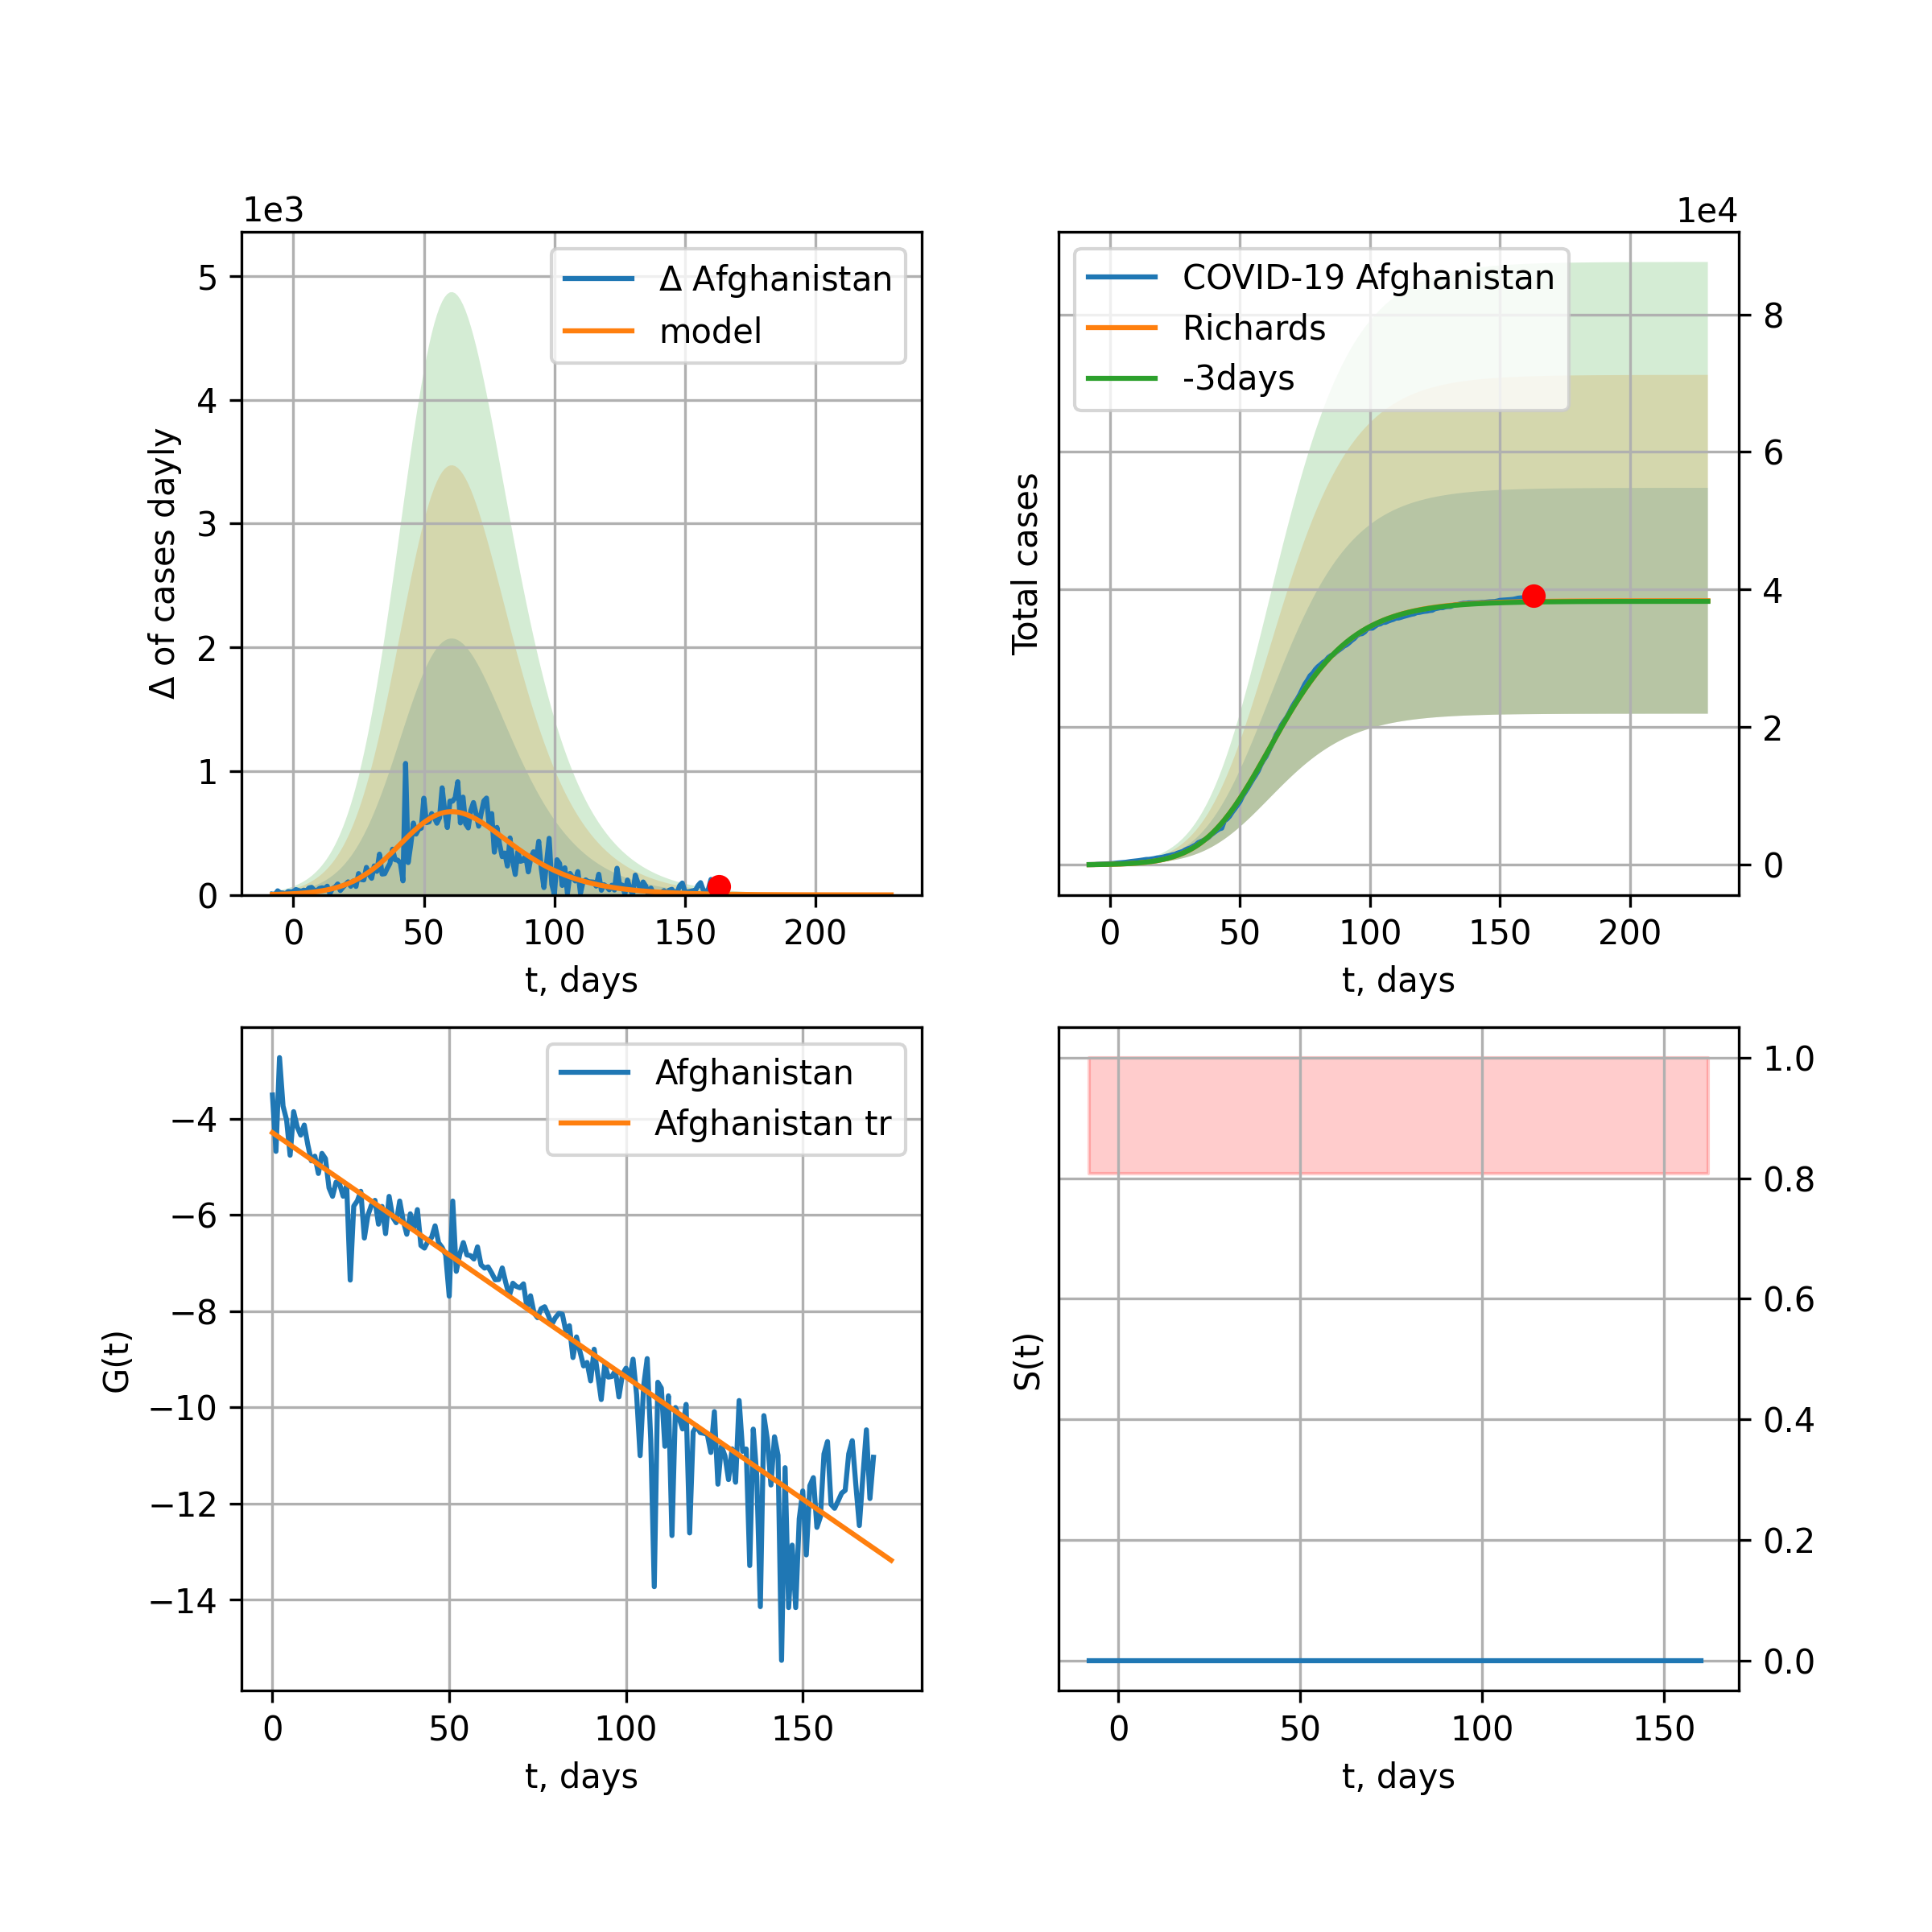 1e3
5
4
3
2
1
0
Δ of cases dayly
Δ Afghanistan
model
0 50 100 150 200
t, days
1e4
COVID-19 Afghanistan
Richards
-3days
Total cases
8
6
4
2
0
0 50 100 150 200
t, days
Afghanistan
Afghanistan tr
G(t)
−4
−6
−8
−10
−12
−14
0 50 100 150
t, days
S(t)
1.0
0.8
0.6
0.4
0.2
0.0
0 50 100 150
t, days